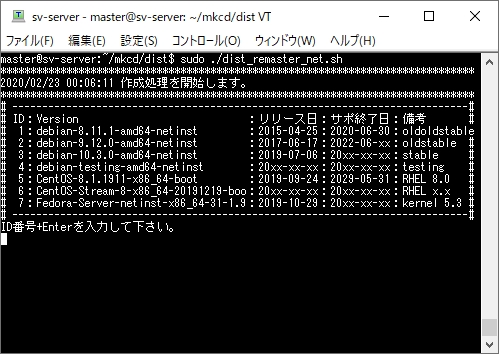 sv-server - master@sv-server: ~/mkcd/dist VT
ファイル(F) 編集(E) 設定(S) コントロール(O) ウィンドウ(W) ヘルプ(H)
master@sv-server:~/mkcd/dist$ sudo ./dist_remaster_net.sh
*******************************************************************************
2020/02/23 00:06:11 作成処理を開始します。
*******************************************************************************
#-----------------------------------------------------------------------------#
# ID：Version ：リリース日：サポ終了日：備考 #
# 1：debian-8.11.1-amd64-netinst ：2015-04-25：2020-06-30：oldoldstable #
# 2：debian-9.12.0-amd64-netinst ：2017-06-17：2022-xx-xx：oldstable #
# 3：debian-10.3.0-amd64-netinst ：2019-07-06：20xx-xx-xx：stable #
# 4：debian-testing-amd64-netinst ：20xx-xx-xx：20xx-xx-xx：testing #
# 5：CentOS-8.1.1911-x86_64-boot ：2019-09-24：2029-05-31：RHEL 8.0 #
# 6：CentOS-Stream-8-x86_64-20191219-boo：20xx-xx-xx：20xx-xx-xx：RHEL x.x #
# 7：Fedora-Server-netinst-x86_64-31-1.9：2019-10-29：20xx-xx-xx：kernel 5.3 #
#-----------------------------------------------------------------------------#
ID番号+Enterを入力して下さい。